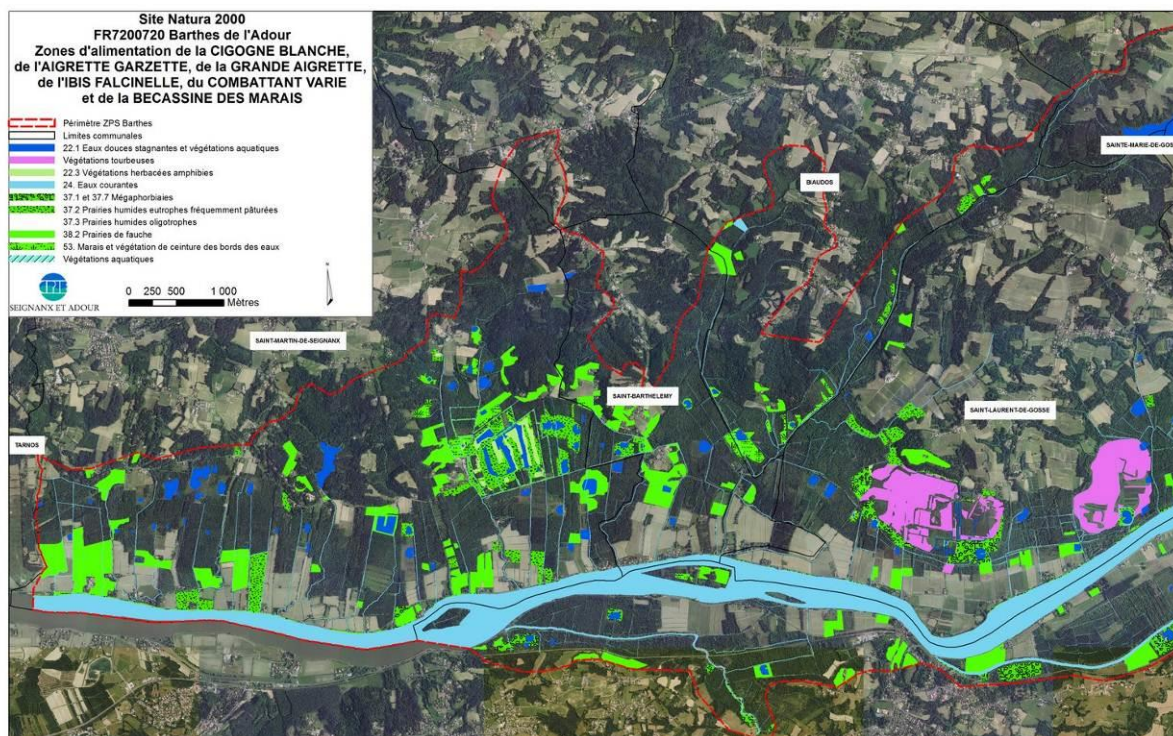 Site Natura 2000
FR7200720 Barthes de l'Adour
Zones d'alimentation de la CIGOGNE BLANCHE,
de l'AIGRETTE GARZETTE, de la GRANDE AIGRETTE,
de l'IBIS FALCINELLE, du COMBATTANT VARIE
et de la BECASSINE DES MARAIS
Périmètre ZPS Barthes
Limites communales
22.1 Eaux douces stagnantes et végétations aquatiques
Végétations tourbeuses
22.3 Végétations herbacées amphibies
24. Eaux courantes
37.1 et 37.7 Mégaphorbiaies
37.2 Prairies humides eutrophes fréquemment pâturées
37.3 Prairies humides oligotrophes
38.2 Prairies de fauche
53. Marais et végétation de ceinture des bords des eaux
Végétations aquatiques
CPIE
SEIGNANX ET ADOUR
0 250 500 1 000
Mètres
N
SAINTE-MARIE-DE-GOS
BIAUDOS
SAINT-MARTIN-DE-SEIGNANX
SAINT-BARTHELEMY
SAINT-LAURENT-DE-GOSSE
TARNOS